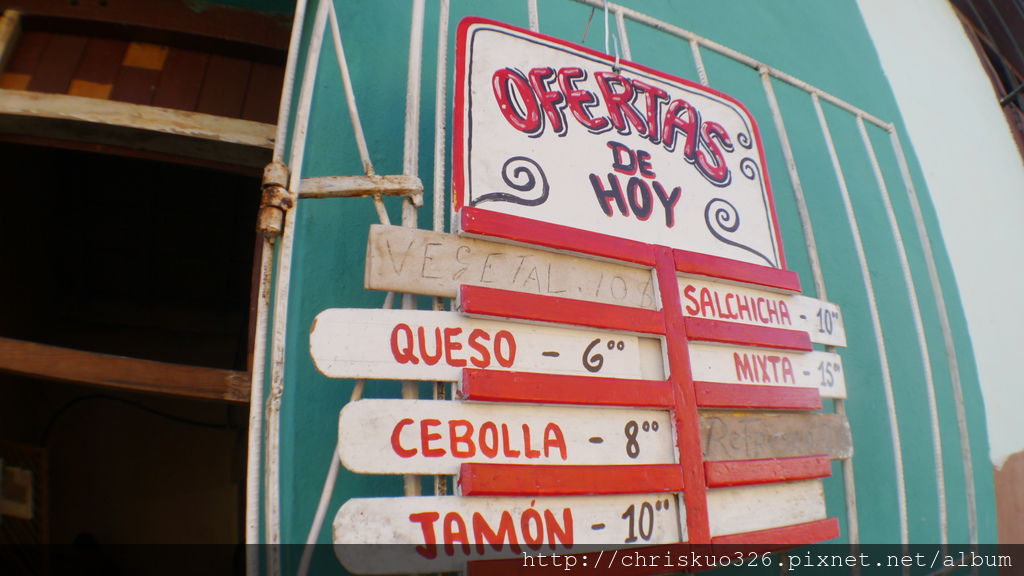 OFERTAS
DE
HOY
VEGETAL
QUESO - 6°°
CEBOLLA - 8°°
JAMÓN - 10°°
SALCHICHA - 10°°
MIXTA - 15°°
http://chriskuo326.pixnet.net/album